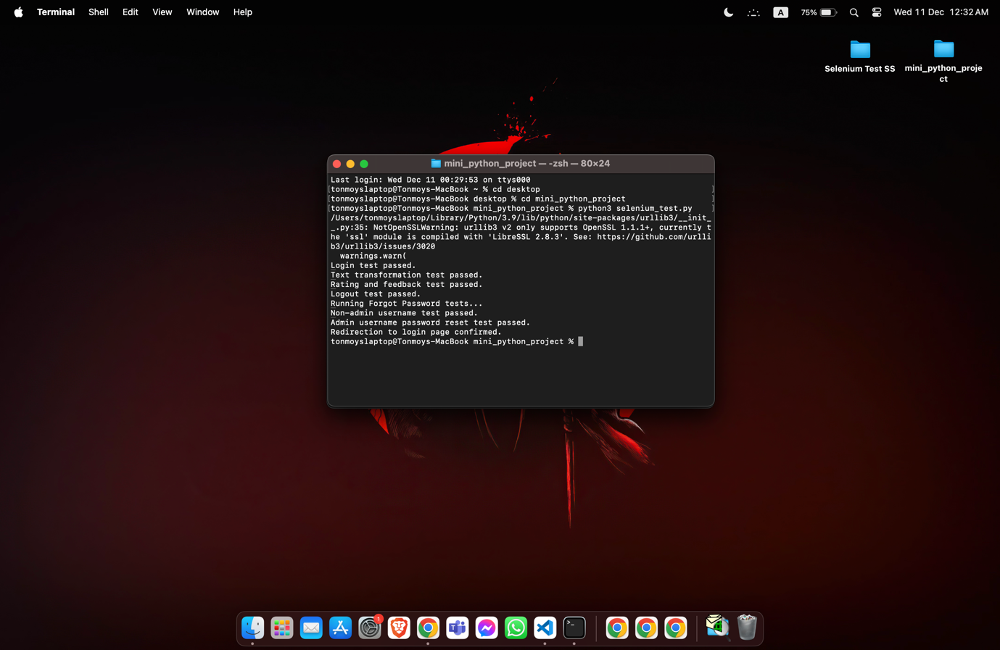 Terminal Shell Edit View Window Help A 75% Wed 11 Dec 12:32 AM
Selenium Test SS
mini_python_proje
ct
mini_python_project — -zsh — 80×24
Last login: Wed Dec 11 00:29:53 on ttys000
[tonmoyslaptop@Tonmoys-MacBook ~ % cd desktop ]
[tonmoyslaptop@Tonmoys-MacBook desktop % cd mini_python_project ]
[tonmoyslaptop@Tonmoys-MacBook mini_python_project % python3 selenium_test.py ]
/Users/tonmoyslaptop/Library/Python/3.9/lib/python/site-packages/urllib3/__init_
_.py:35: NotOpenSSLWarning: urllib3 v2 only supports OpenSSL 1.1.1+, currently t
he 'ssl' module is compiled with 'LibreSSL 2.8.3'. See: https://github.com/urlli
b3/urllib3/issues/3020
  warnings.warn(
Login test passed.
Text transformation test passed.
Rating and feedback test passed.
Logout test passed.
Running Forgot Password tests...
Non-admin username test passed.
Admin username password reset test passed.
Redirection to login page confirmed.
tonmoyslaptop@Tonmoys-MacBook mini_python_project %
1
>_